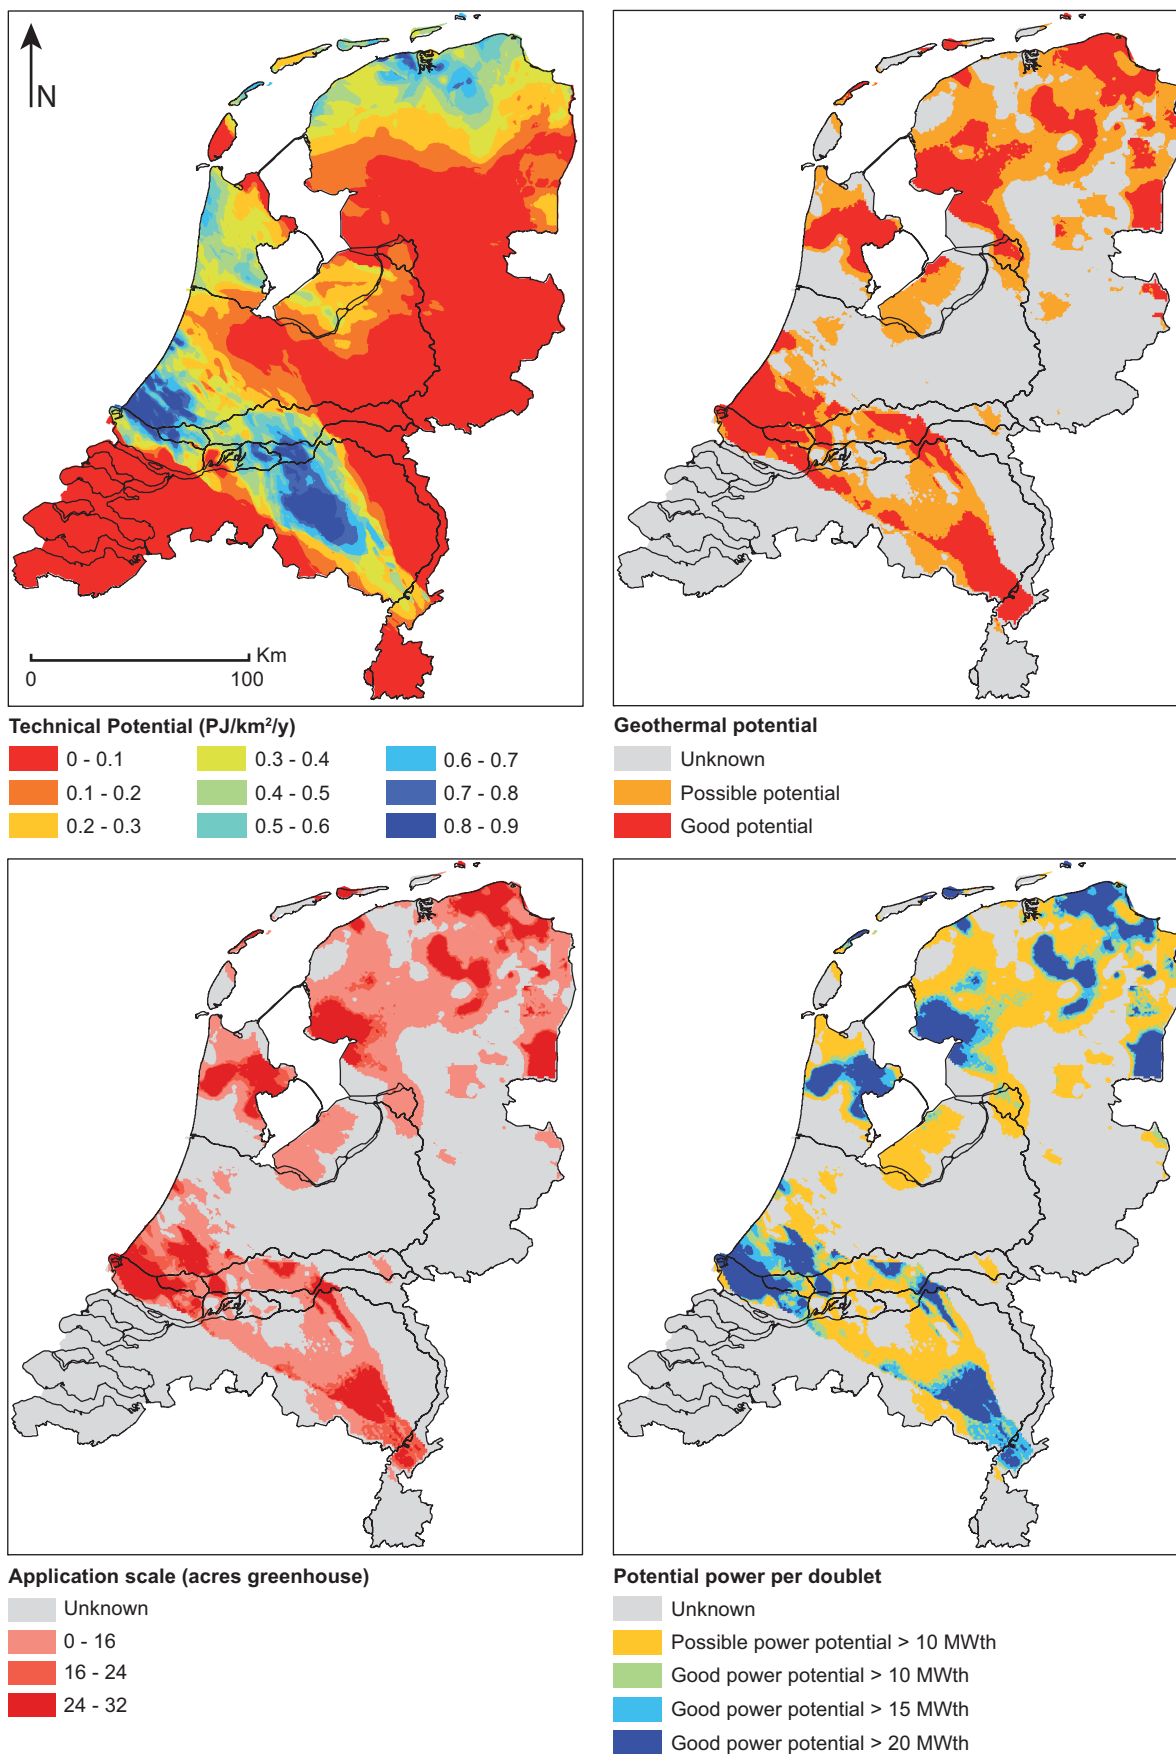 N
Km
0
100
Technical Potential (PJ/km²/y)
0 - 0.1
0.1 - 0.2
0.2 - 0.3
0.3 - 0.4
0.4 - 0.5
0.5 - 0.6
0.6 - 0.7
0.7 - 0.8
0.8 - 0.9
Geothermal potential
Unknown
Possible potential
Good potential
Application scale (acres greenhouse)
Unknown
0 - 16
16 - 24
24 - 32
Potential power per doublet
Unknown
Possible power potential > 10 MWth
Good power potential > 10 MWth
Good power potential > 15 MWth
Good power potential > 20 MWth